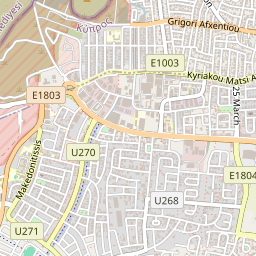 Grigori Afxentiou
Κύπρος
E1003
Kyriakou Matsi A
E1803
25 March
U270
Makedonitissis
E1804
U268
U271